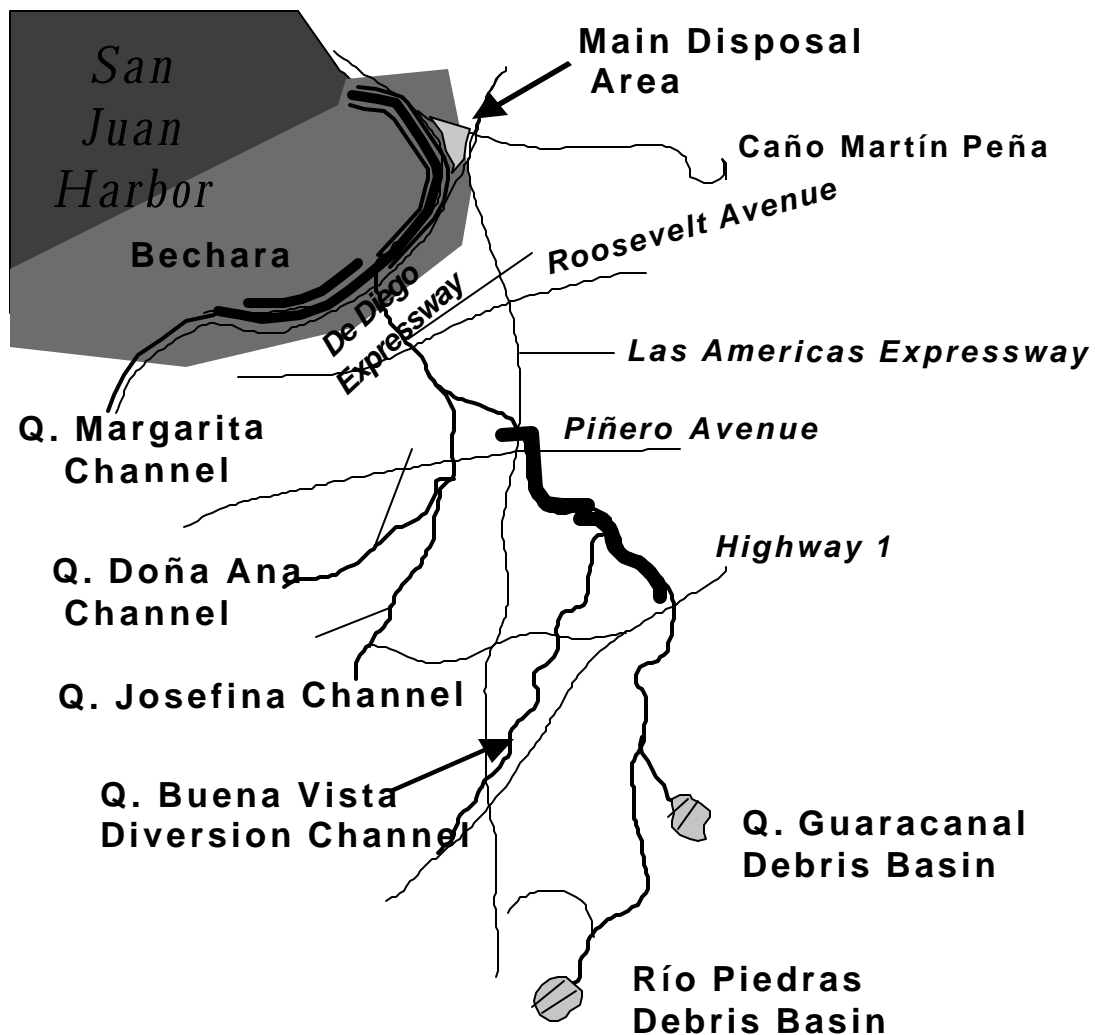 San
Juan
Harbor
Main Disposal
Area
Caño Martín Peña
Roosevelt Avenue
Bechara
De Diego
Expressway
Las Americas Expressway
Q. Margarita
Channel
Piñero Avenue
Highway 1
Q. Doña Ana
Channel
Q. Josefina Channel
Q. Buena Vista
Diversion Channel
Q. Guaracanal
Debris Basin
Río Piedras
Debris Basin